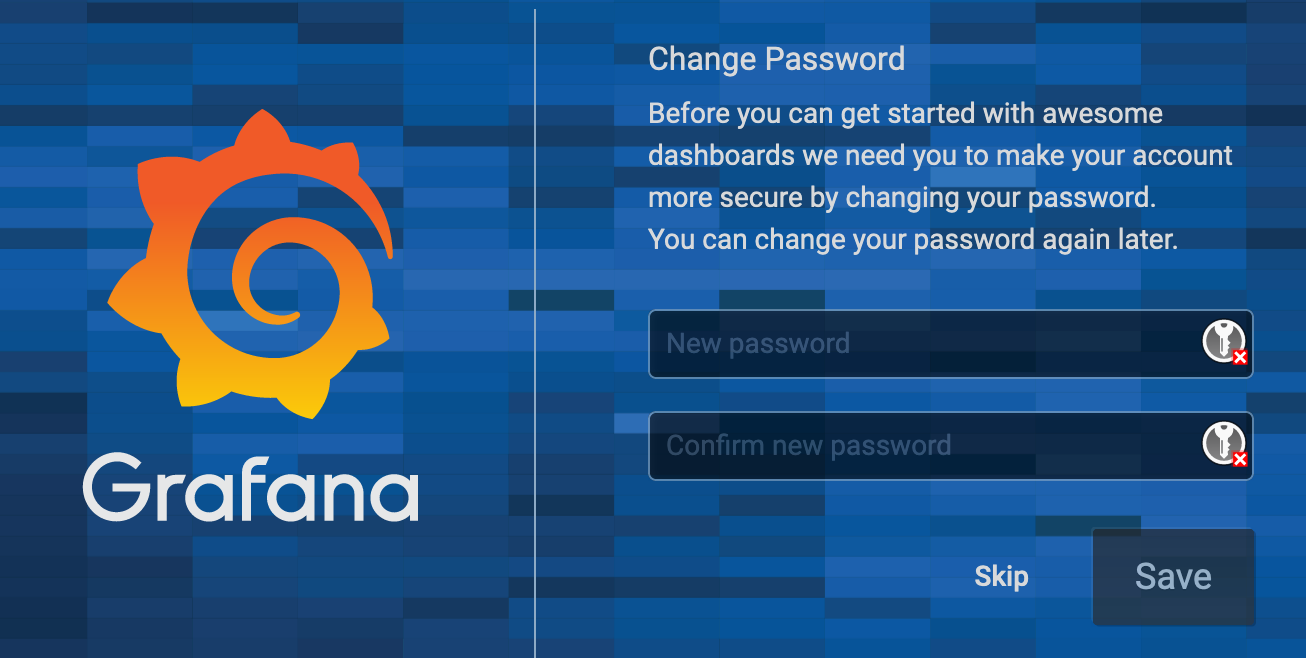 Grafana
Change Password
Before you can get started with awesome
dashboards we need you to make your account
more secure by changing your password.
You can change your password again later.
New password
Confirm new password
Skip
Save